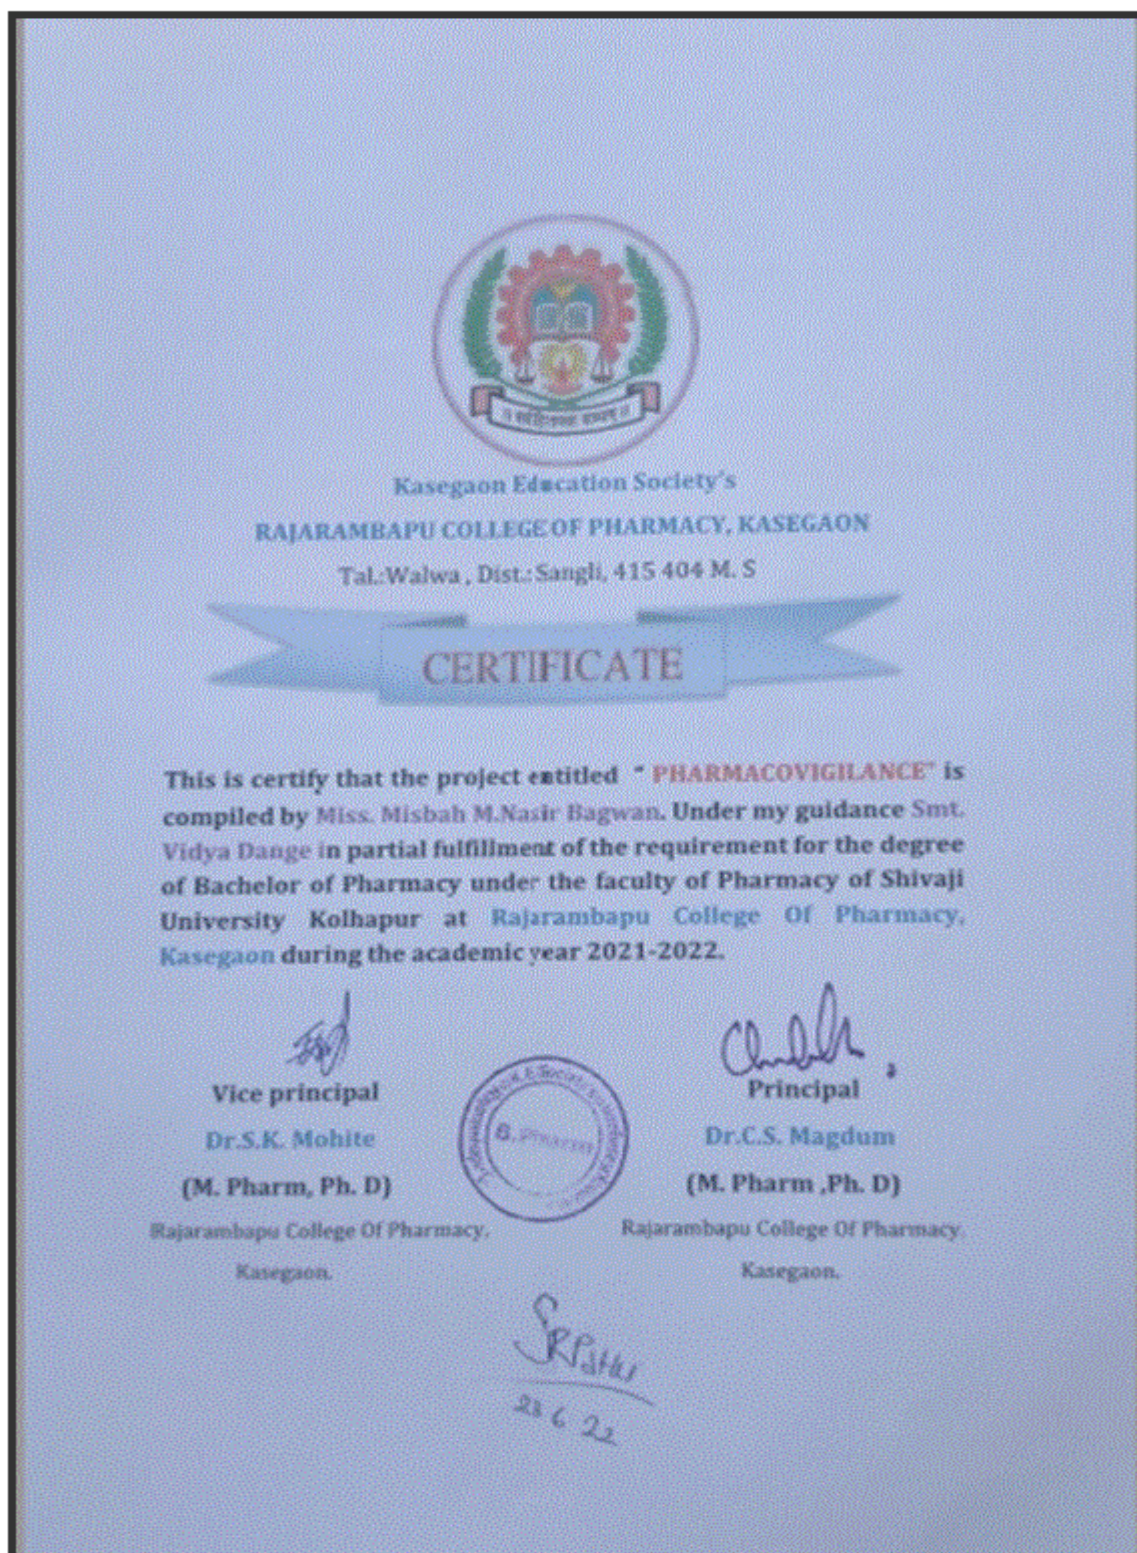 Kasegaon Education Society's
RAJARAMBAPU COLLEGE OF PHARMACY, KASEGAON
Tal.:Walwa , Dist.: Sangli, 415 404 M. S
CERTIFICATE
This is certify that the project entitled " PHARMACOVIGILANCE" is
compiled by Miss. Misbah M.Nasir Bagwan. Under my guidance Smt.
Vidya Dange in partial fulfillment of the requirement for the degree
of Bachelor of Pharmacy under the faculty of Pharmacy of Shivaji
University Kolhapur at Rajarambapu College Of Pharmacy,
Kasegaon during the academic year 2021-2022.
Vice principal
Principal
Dr.S.K. Mohite
Dr.C.S. Magdum
(M. Pharm, Ph. D)
(M. Pharm ,Ph. D)
Rajarambapu College Of Pharmacy,
Rajarambapu College Of Pharmacy,
Kasegaon.
Kasegaon.
B. Pharm
23 6 22